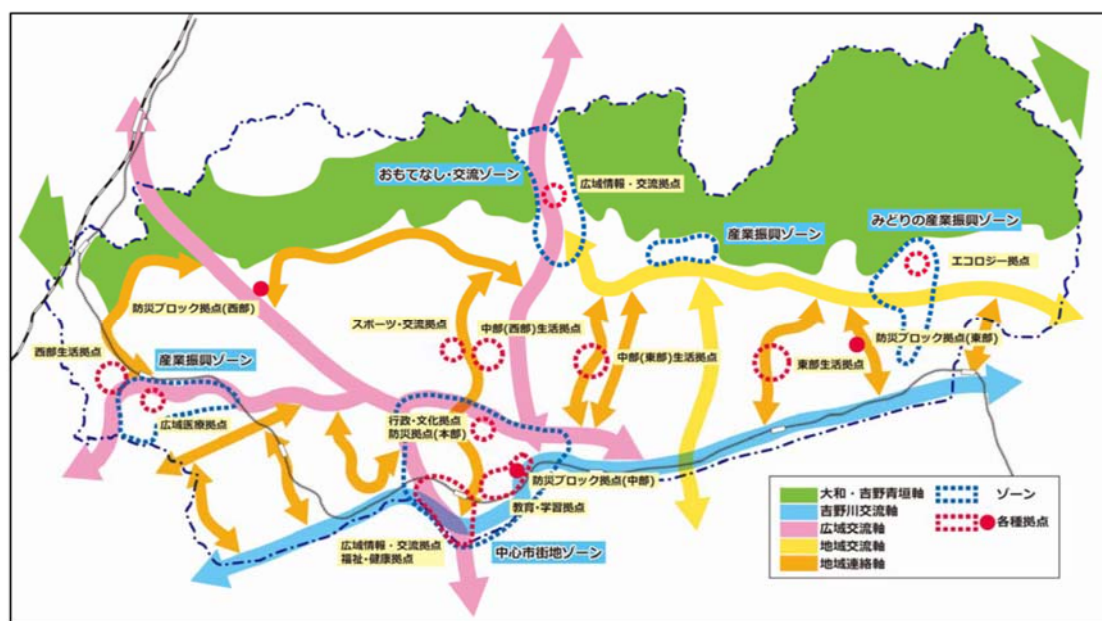 おもてなし・交流ゾーン
広域情報・交流拠点
産業振興ゾーン
みどりの産業振興ゾーン
エコロジー拠点
防災ブロック拠点(西部)
スポーツ・交流拠点
中部(西部)生活拠点
中部(東部)生活拠点
防災ブロック拠点(東部)
東部生活拠点
西部生活拠点
産業振興ゾーン
広域医療拠点
行政・文化拠点
防災拠点(本部)
防災ブロック拠点(中部)
教育・学習拠点
広域情報・交流拠点
福祉・健康拠点
中心市街地ゾーン
大和・吉野青垣軸
吉野川交流軸
広域交流軸
地域交流軸
地域連絡軸
ゾーン
各種拠点